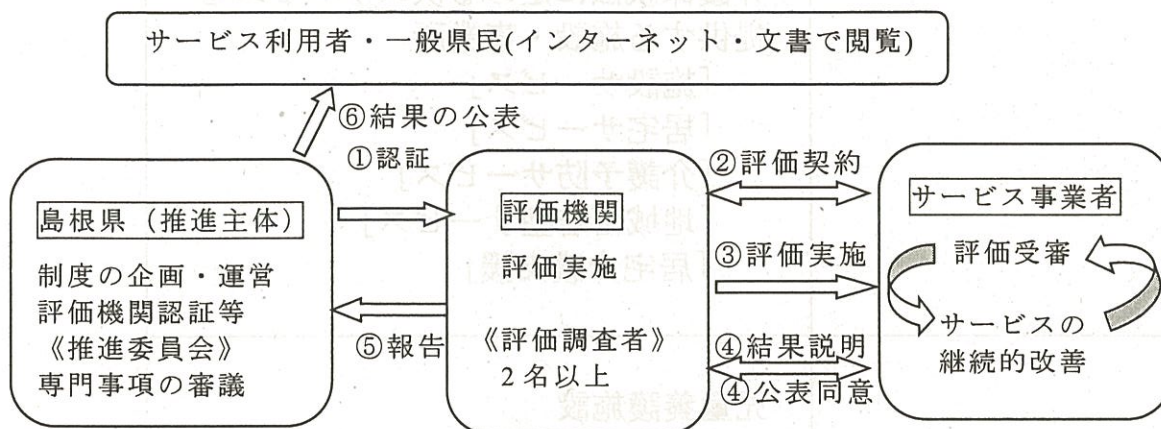 サービス利用者・一般県民(インターネット・文書で閲覧)
⑥結果の公表
①認証
島根県（推進主体）
制度の企画・運営
評価機関認証等
《推進委員会》
専門事項の審議
⑤報告
評価機関
評価実施
《評価調査者》
2名以上
②評価契約
③評価実施
④結果説明
④公表同意
サービス事業者
評価受審
サービスの
継続的改善